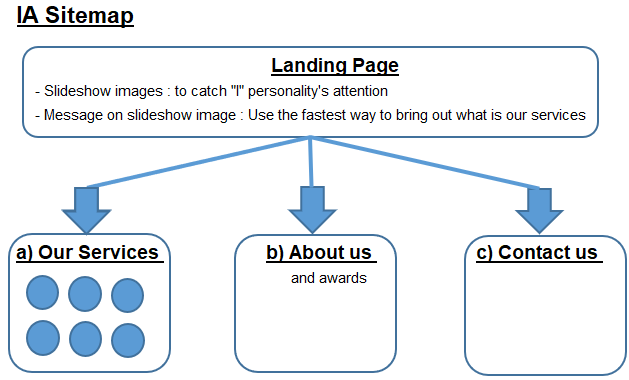 IA Sitemap
Landing Page
- Slideshow images : to catch "I" personality's attention
- Message on slideshow image : Use the fastest way to bring out what is our services
a) Our Services
b) About us
and awards
c) Contact us